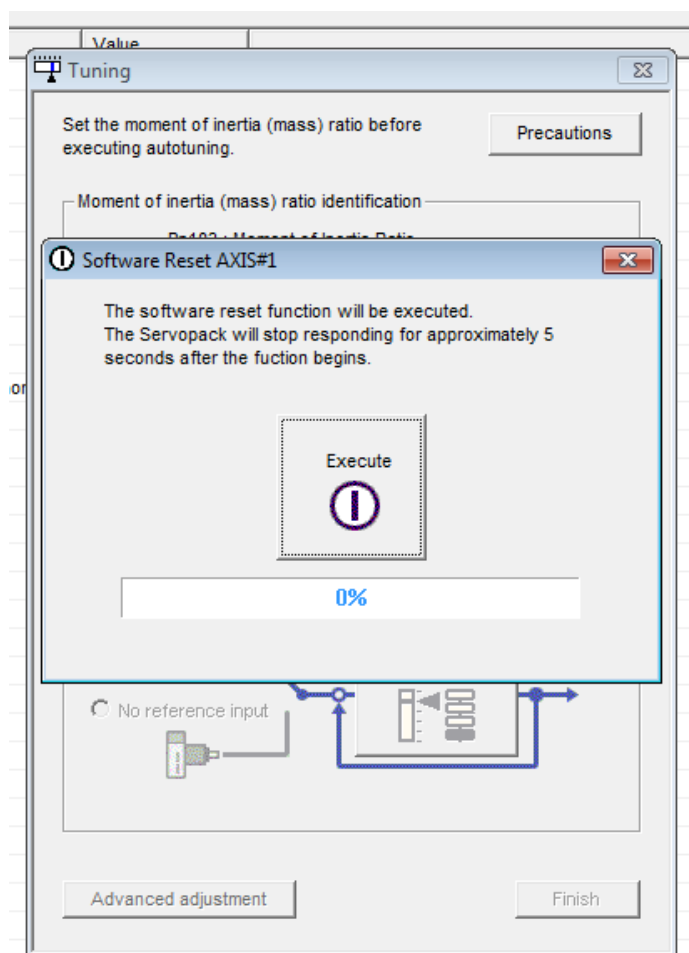 Value
Tuning
Set the moment of inertia (mass) ratio before
executing autotuning.
Precautions
Moment of inertia (mass) ratio identification
Software Reset AXIS#1
The software reset function will be executed.
The Servopack will stop responding for approximately 5
seconds after the fuction begins.
Execute
0%
No reference input
Advanced adjustment
Finish